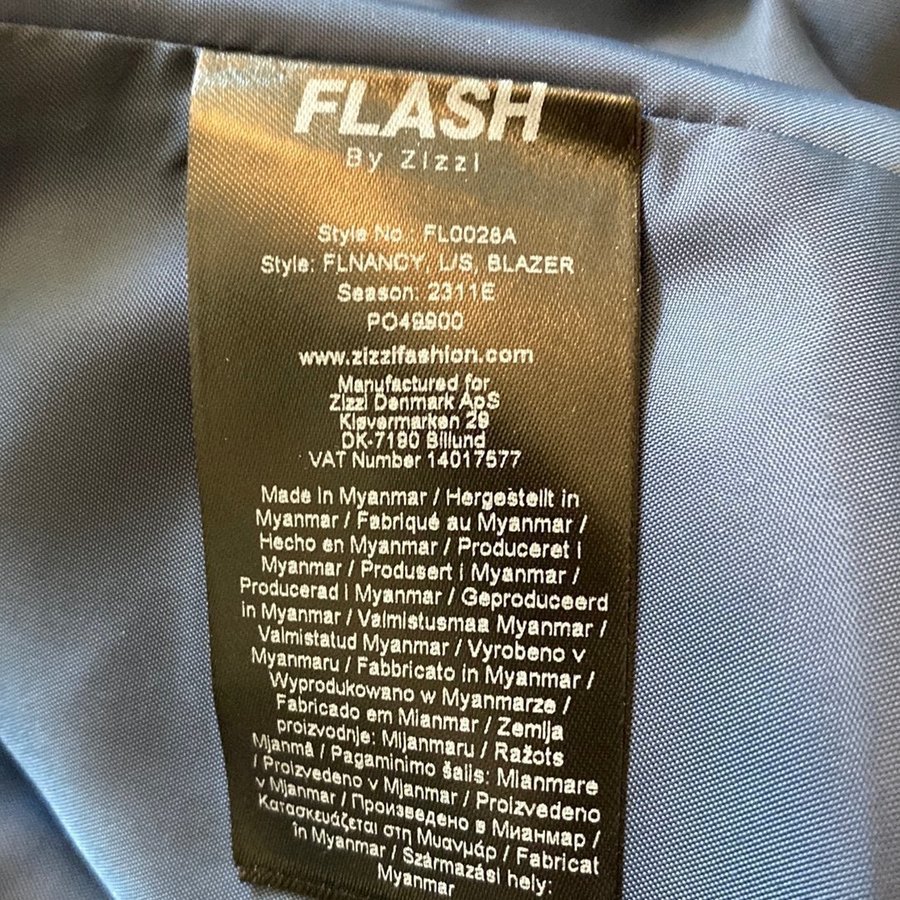 FLASH
By Zizzi
Style No. FL0028A
Style: FLNANCY, L/S, BLAZER
Season: 2311E
PO49900
www.zizzifashion.com
Manufactured for
Zizzi Denmark ApS
Kløvermarken 29
DK-7190 Billund
VAT Number 14017577
Made in Myanmar / Hergestellt in
Myanmar / Fabriqué au Myanmar /
Hecho en Myanmar / Produceret i
Myanmar / Produsert i Myanmar /
Producerad i Myanmar / Geproduceerd
in Myanmar / Valmistusmaa Myanmar /
Valmistatud Myanmar / Vyrobeno v
Myanmaru / Fabbricato in Myanmar /
Wyprodukowano w Myanmarze /
Fabricado em Mianmar / Zemlja
proizvodnje: Mijanmaru / Ražots
Mjanmā / Pagaminimo šalis: Mianmare
/ Proizvedeno v Mjanmar / Proizvedeno
v Mjanmar / Произведено в Мианмар /
Κατασκευάζεται στη Μυανμάρ / Fabricat
în Myanmar / Származási hely:
Myanmar